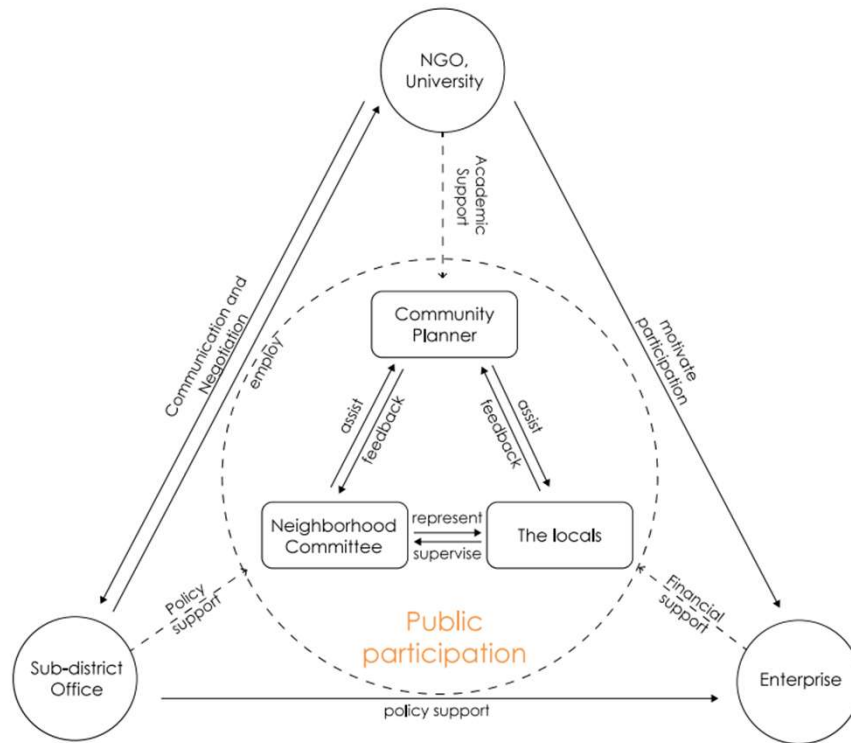 NGO,
University
Academic
Support
Communication and
Negotiation
employ
motivate
participation
Community
Planner
assist
feedback
assist
feedback
Neighborhood
Committee
represent
supervise
The locals
Policy
support
Financial
support
Public
participation
Sub-district
Office
policy support
Enterprise